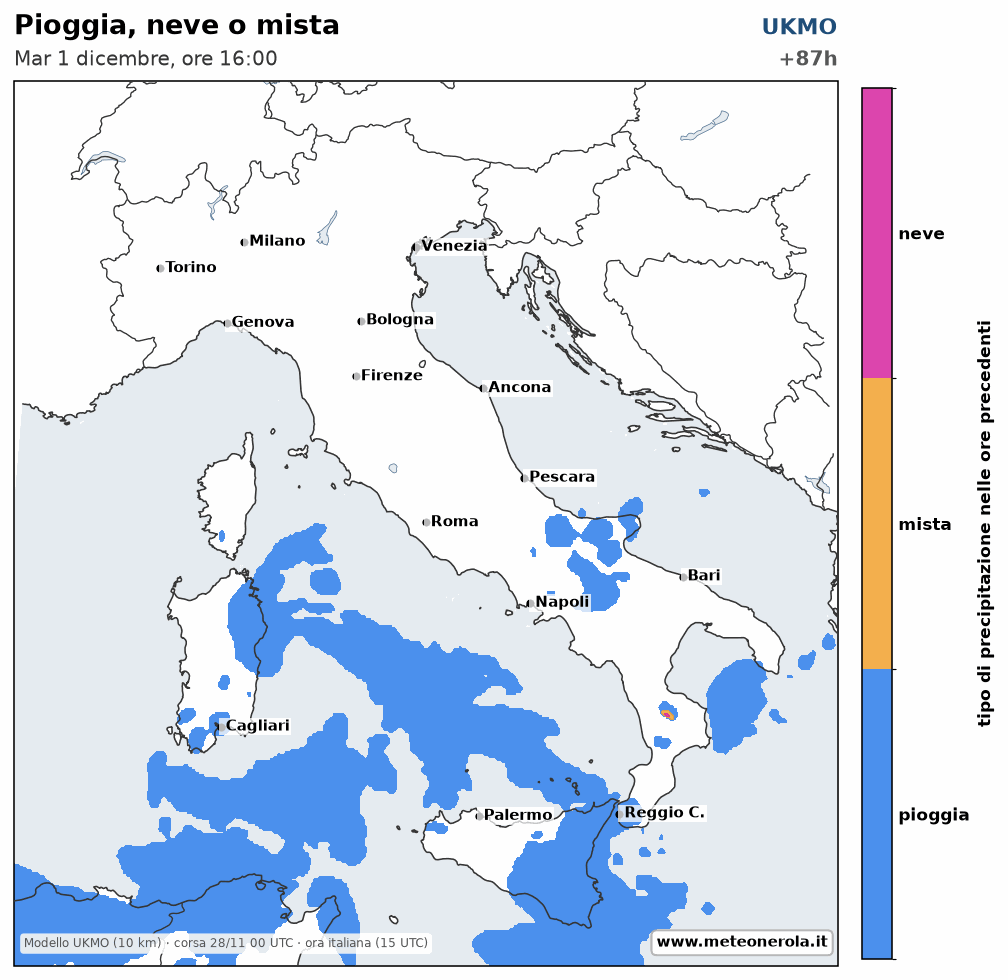 Pioggia, neve o mista
UKMO
Mar 1 dicembre, ore 16:00
+87h
neve
Milano
Venezia
Torino
Genova
Bologna
Firenze
Ancona
Pescara
mista
Roma
Bari
Napoli
tipo di precipitazione nelle ore precedenti
Cagliari
Palermo
Reggio C.
pioggia
Modello UKMO (10 km) · corsa 28/11 00 UTC · ora italiana (15 UTC)
www.meteonerola.it